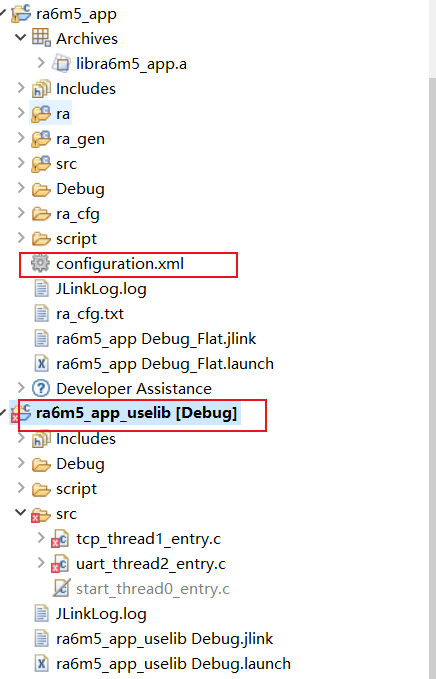 ra6m5_app
Archives
libra6m5_app.a
Includes
ra
ra_gen
src
Debug
ra_cfg
script
configuration.xml
JLinkLog.log
ra_cfg.txt
ra6m5_app Debug_Flat.jlink
ra6m5_app Debug_Flat.launch
Developer Assistance
ra6m5_app_uselib [Debug]
Includes
Debug
script
src
tcp_thread1_entry.c
uart_thread2_entry.c
start_thread0_entry.c
JLinkLog.log
ra6m5_app_uselib Debug.jlink
ra6m5_app_uselib Debug.launch